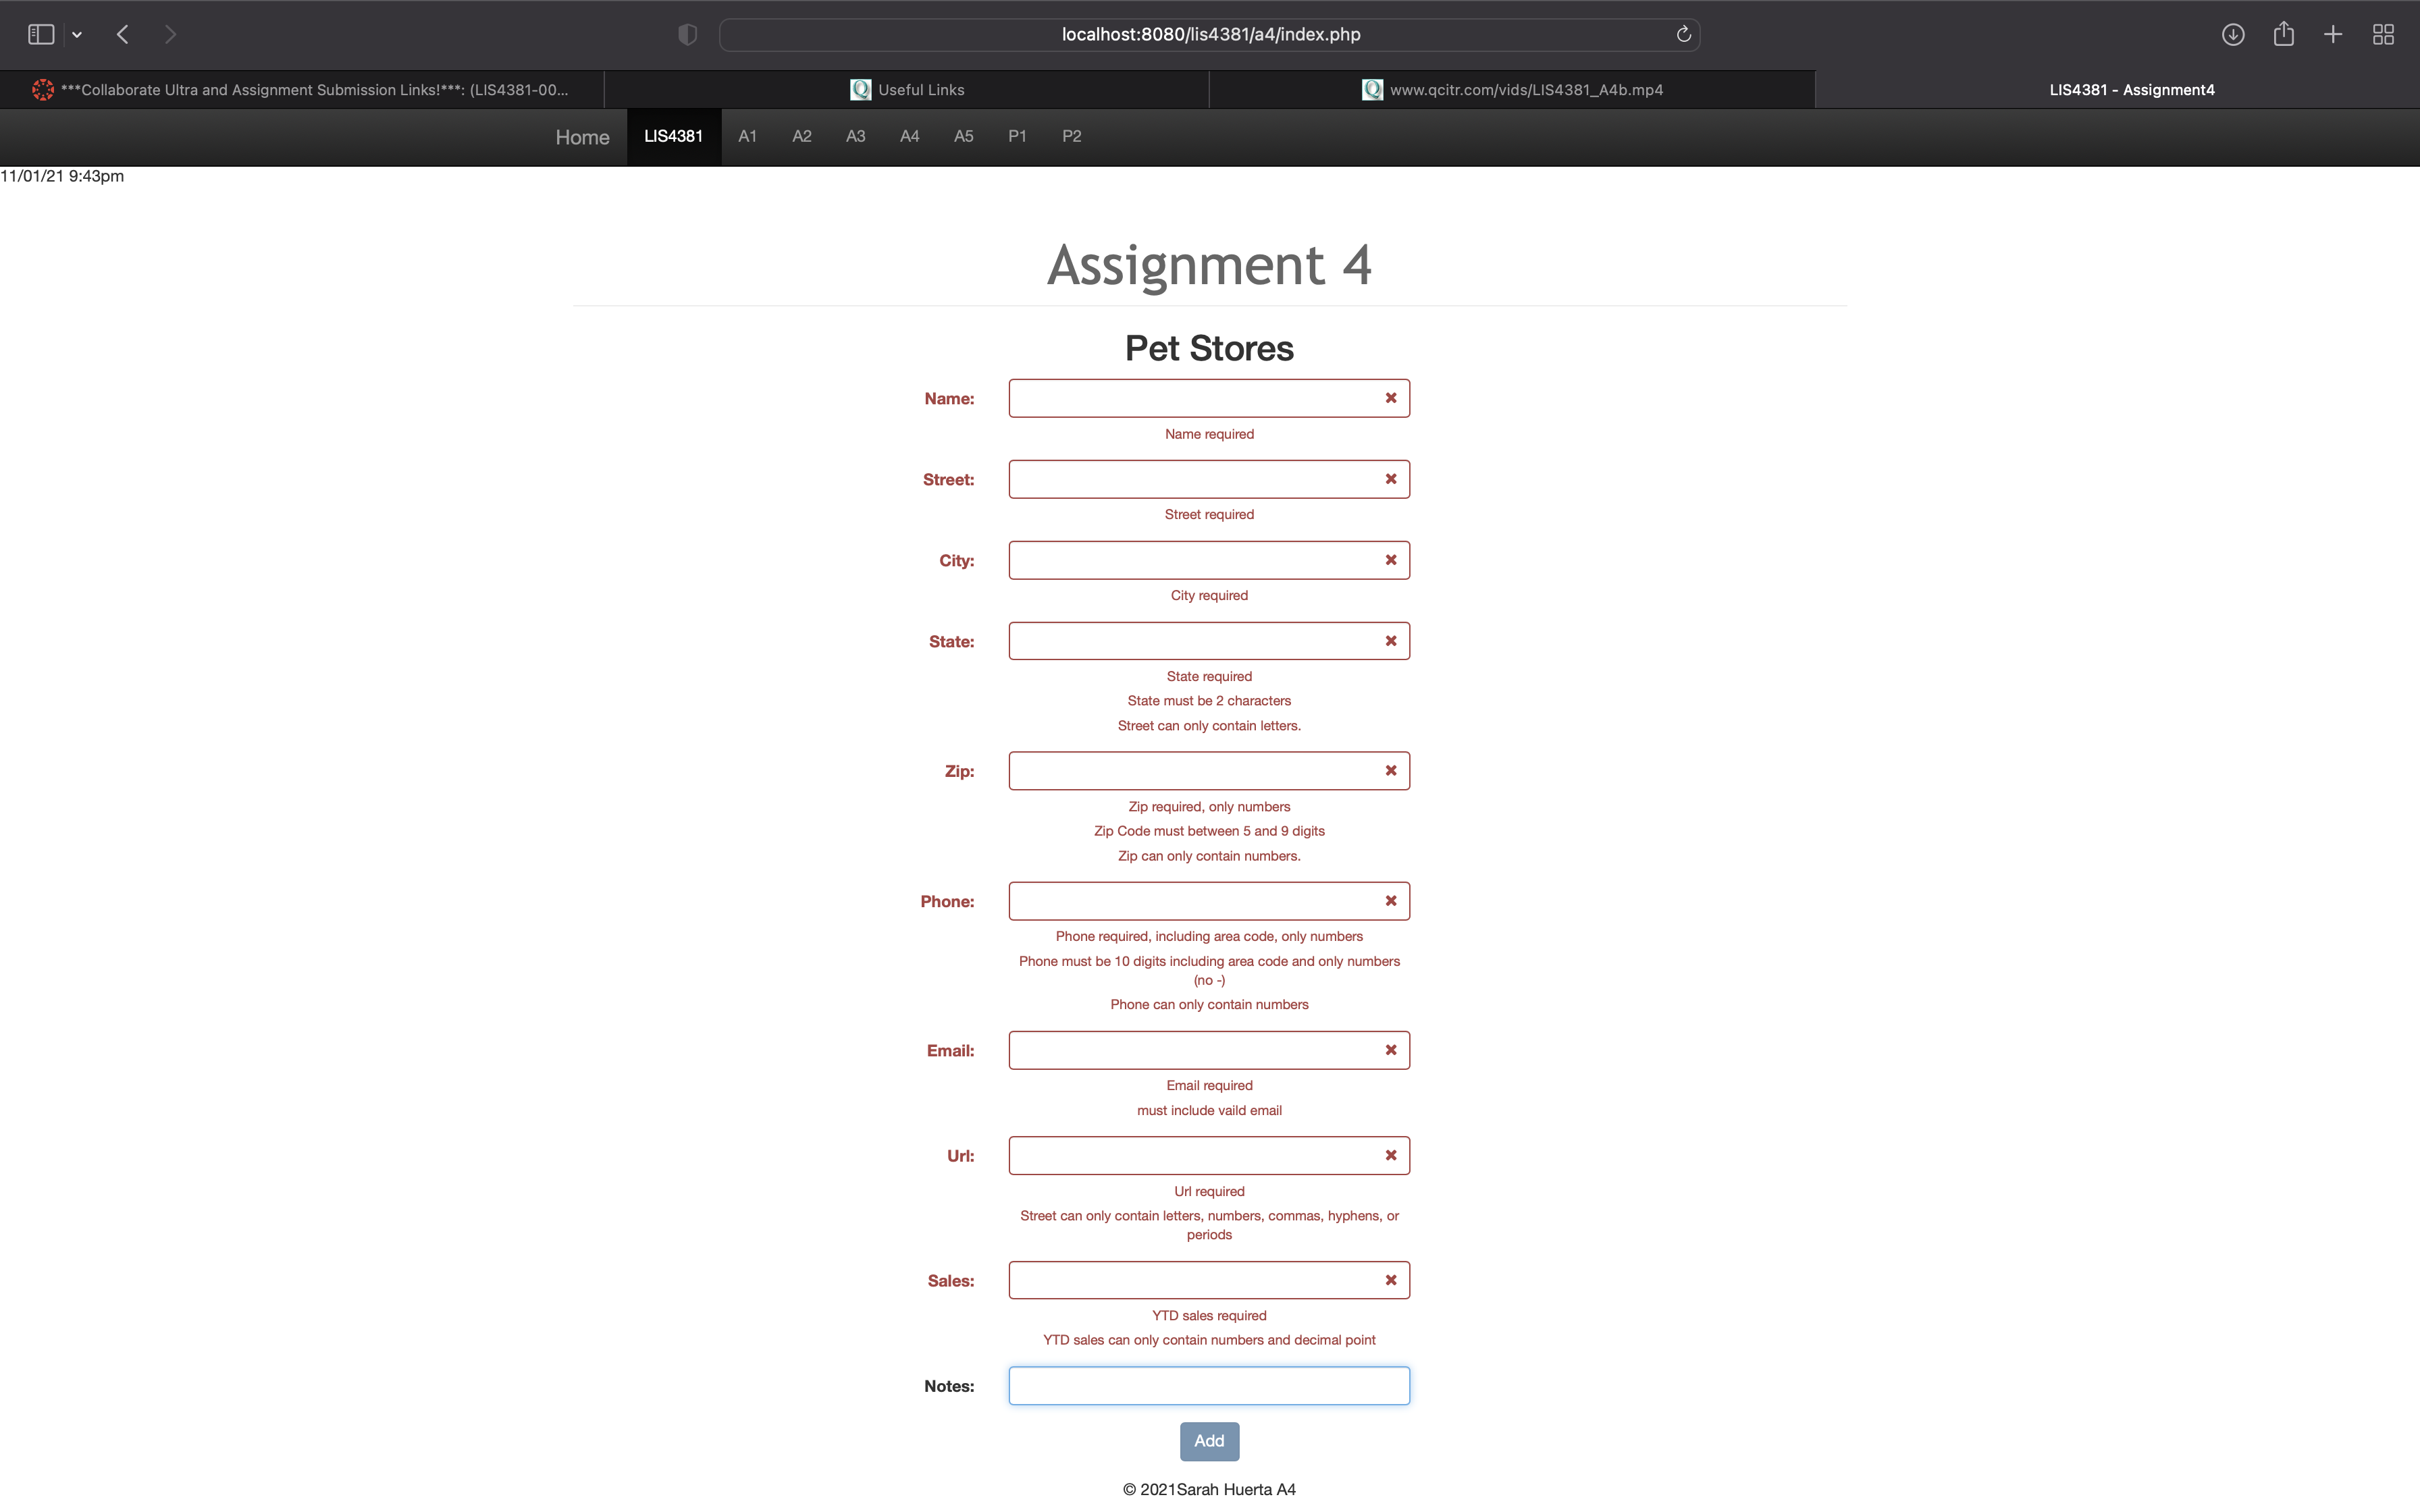 localhost:8080/lis4381/a4/index.php
***Collaborate Ultra and Assignment Submission Links!***: (LIS4381-00...
Useful Links
www.qcitr.com/vids/LIS4381_A4b.mp4
LIS4381 - Assignment4
Home LIS4381 A1 A2 A3 A4 A5 P1 P2
11/01/21 9:43pm
Assignment 4
Pet Stores
Name:
Name required
Street:
Street required
City:
City required
State:
State required
State must be 2 characters
Street can only contain letters.
Zip:
Zip required, only numbers
Zip Code must between 5 and 9 digits
Zip can only contain numbers.
Phone:
Phone required, including area code, only numbers
Phone must be 10 digits including area code and only numbers
(no -)
Phone can only contain numbers
Email:
Email required
must include vaild email
Url:
Url required
Street can only contain letters, numbers, commas, hyphens, or
periods
Sales:
YTD sales required
YTD sales can only contain numbers and decimal point
Notes:
Add
© 2021Sarah Huerta A4